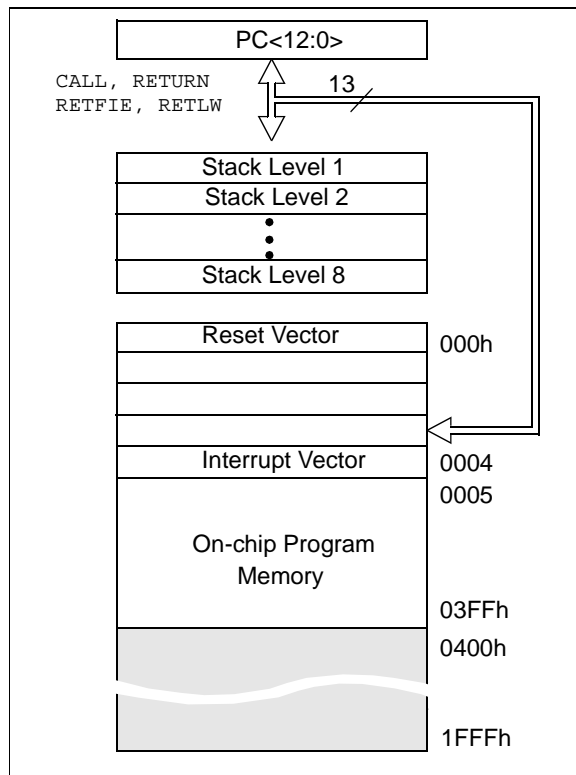 PC<12:0>
CALL, RETURN
RETFIE, RETLW
13
Stack Level 1
Stack Level 2
Stack Level 8
Reset Vector
000h
Interrupt Vector
0004
0005
On-chip Program
Memory
03FFh
0400h
1FFFh